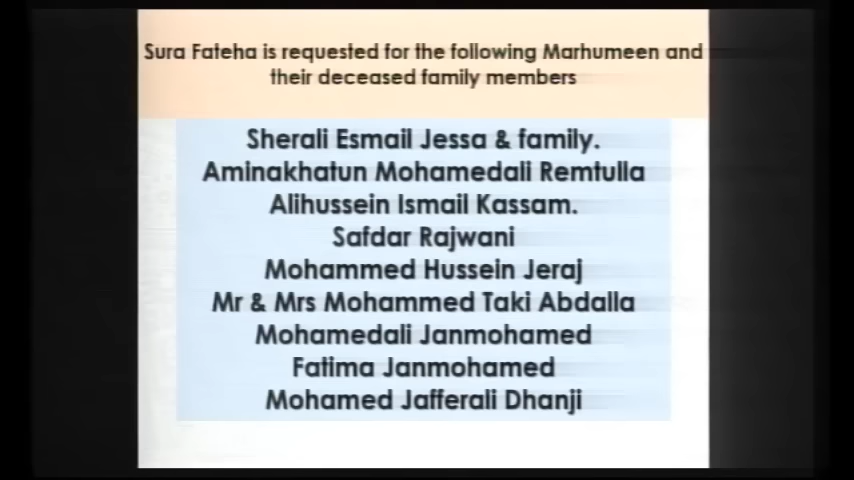 Sura Fateha is requested for the following Marhumeen and
their deceased family members
Sherali Esmail Jessa & family.
Aminakhatun Mohamedali Remtulla
Alihussein Ismail Kassam.
Safdar Rajwani
Mohammed Hussein Jeraj
Mr & Mrs Mohammed Taki Abdalla
Mohamedali Janmohamed
Fatima Janmohamed
Mohamed Jafferali Dhanji